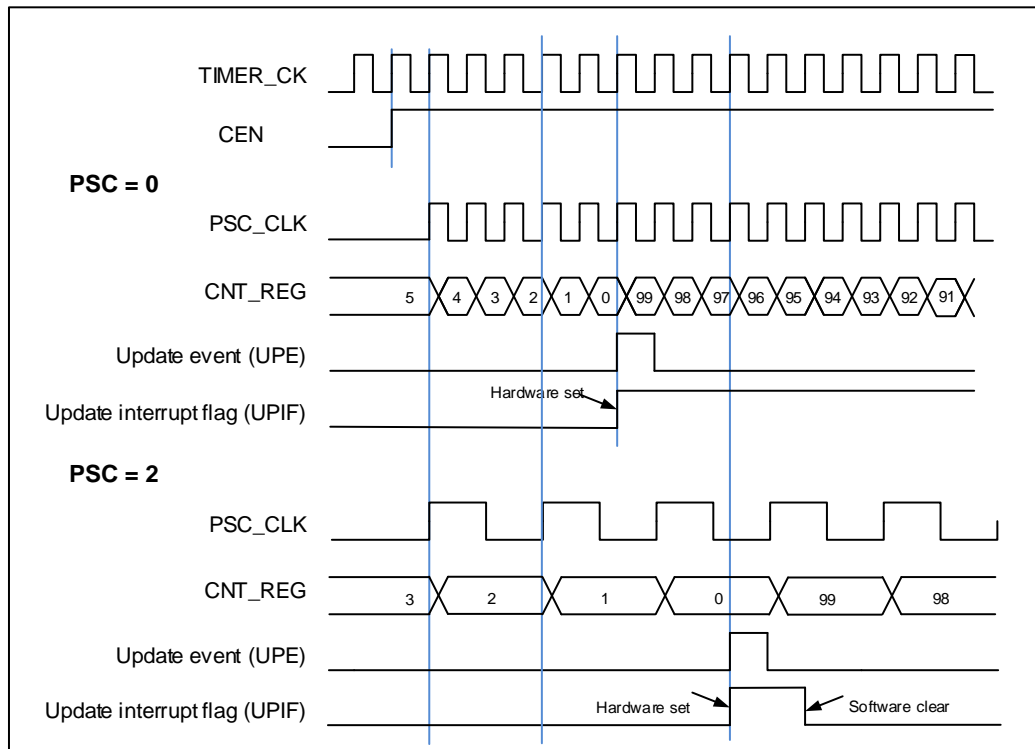 TIMER_CK
CEN
PSC = 0
PSC_CLK
CNT_REG 5 4 3 2 1 0 99 98 97 96 95 94 93 92 91
Update event (UPE)
Hardware set
Update interrupt flag (UPIF)
PSC = 2
PSC_CLK
CNT_REG 3 2 1 0 99 98
Update event (UPE)
Update interrupt flag (UPIF) Hardware set Software clear